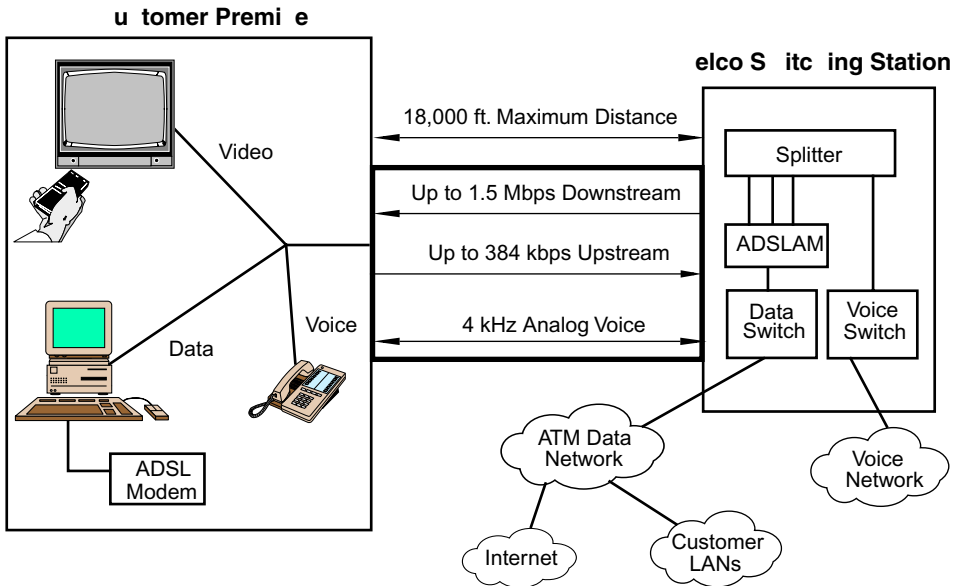 u tomer Premi e
elco S itc ing Station
18,000 ft. Maximum Distance
Splitter
Video
Up to 1.5 Mbps Downstream
ADSLAM
Up to 384 kbps Upstream
Voice
4 kHz Analog Voice
Data
Switch
Voice
Switch
Data
ATM Data
Network
Voice
Network
ADSL
Modem
Internet
Customer
LANs